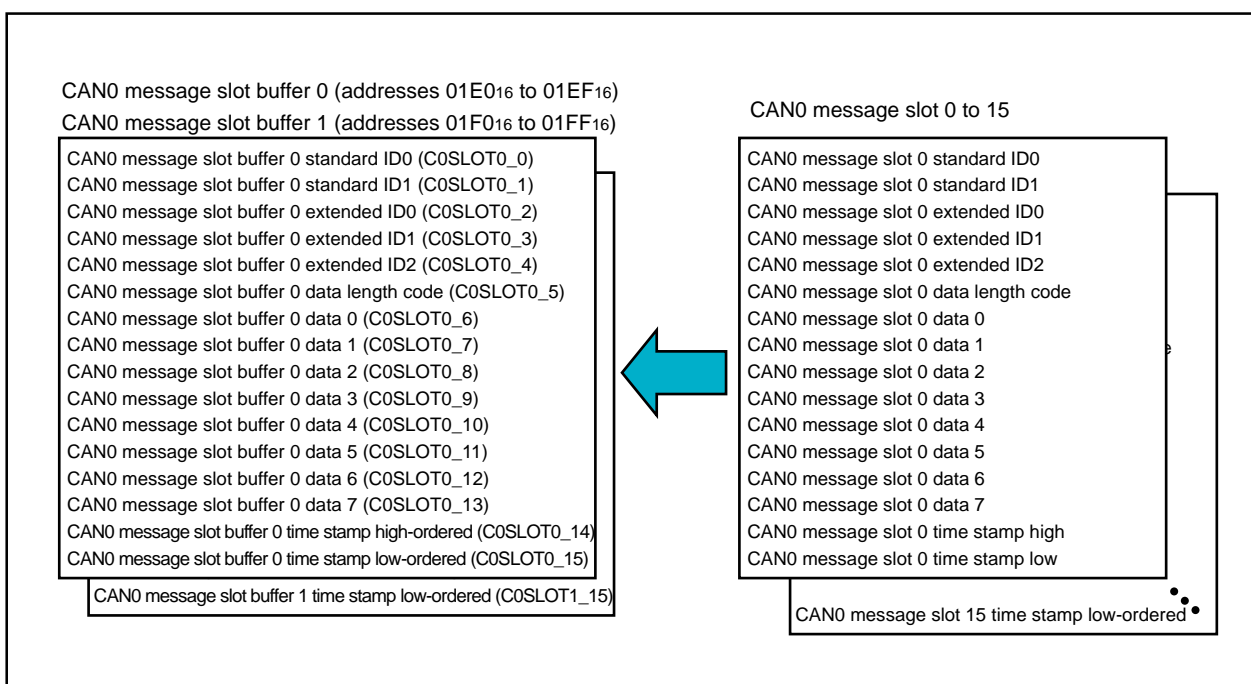 CAN0 message slot buffer 0 (addresses 01E016 to 01EF16)
CAN0 message slot buffer 1 (addresses 01F016 to 01FF16)
CAN0 message slot buffer 0 standard ID0 (C0SLOT0_0)
CAN0 message slot buffer 0 standard ID1 (C0SLOT0_1)
CAN0 message slot buffer 0 extended ID0 (C0SLOT0_2)
CAN0 message slot buffer 0 extended ID1 (C0SLOT0_3)
CAN0 message slot buffer 0 extended ID2 (C0SLOT0_4)
CAN0 message slot buffer 0 data length code (C0SLOT0_5)
CAN0 message slot buffer 0 data 0 (C0SLOT0_6)
CAN0 message slot buffer 0 data 1 (C0SLOT0_7)
CAN0 message slot buffer 0 data 2 (C0SLOT0_8)
CAN0 message slot buffer 0 data 3 (C0SLOT0_9)
CAN0 message slot buffer 0 data 4 (C0SLOT0_10)
CAN0 message slot buffer 0 data 5 (C0SLOT0_11)
CAN0 message slot buffer 0 data 6 (C0SLOT0_12)
CAN0 message slot buffer 0 data 7 (C0SLOT0_13)
CAN0 message slot buffer 0 time stamp high-ordered (C0SLOT0_14)
CAN0 message slot buffer 0 time stamp low-ordered (C0SLOT0_15)
CAN0 message slot buffer 1 time stamp low-ordered (C0SLOT1_15)
CAN0 message slot 0 to 15
CAN0 message slot 0 standard ID0
CAN0 message slot 0 standard ID1
CAN0 message slot 0 extended ID0
CAN0 message slot 0 extended ID1
CAN0 message slot 0 extended ID2
CAN0 message slot 0 data length code
CAN0 message slot 0 data 0
CAN0 message slot 0 data 1
CAN0 message slot 0 data 2
CAN0 message slot 0 data 3
CAN0 message slot 0 data 4
CAN0 message slot 0 data 5
CAN0 message slot 0 data 6
CAN0 message slot 0 data 7
CAN0 message slot 0 time stamp high
CAN0 message slot 0 time stamp low
CAN0 message slot 15 time stamp low-ordered